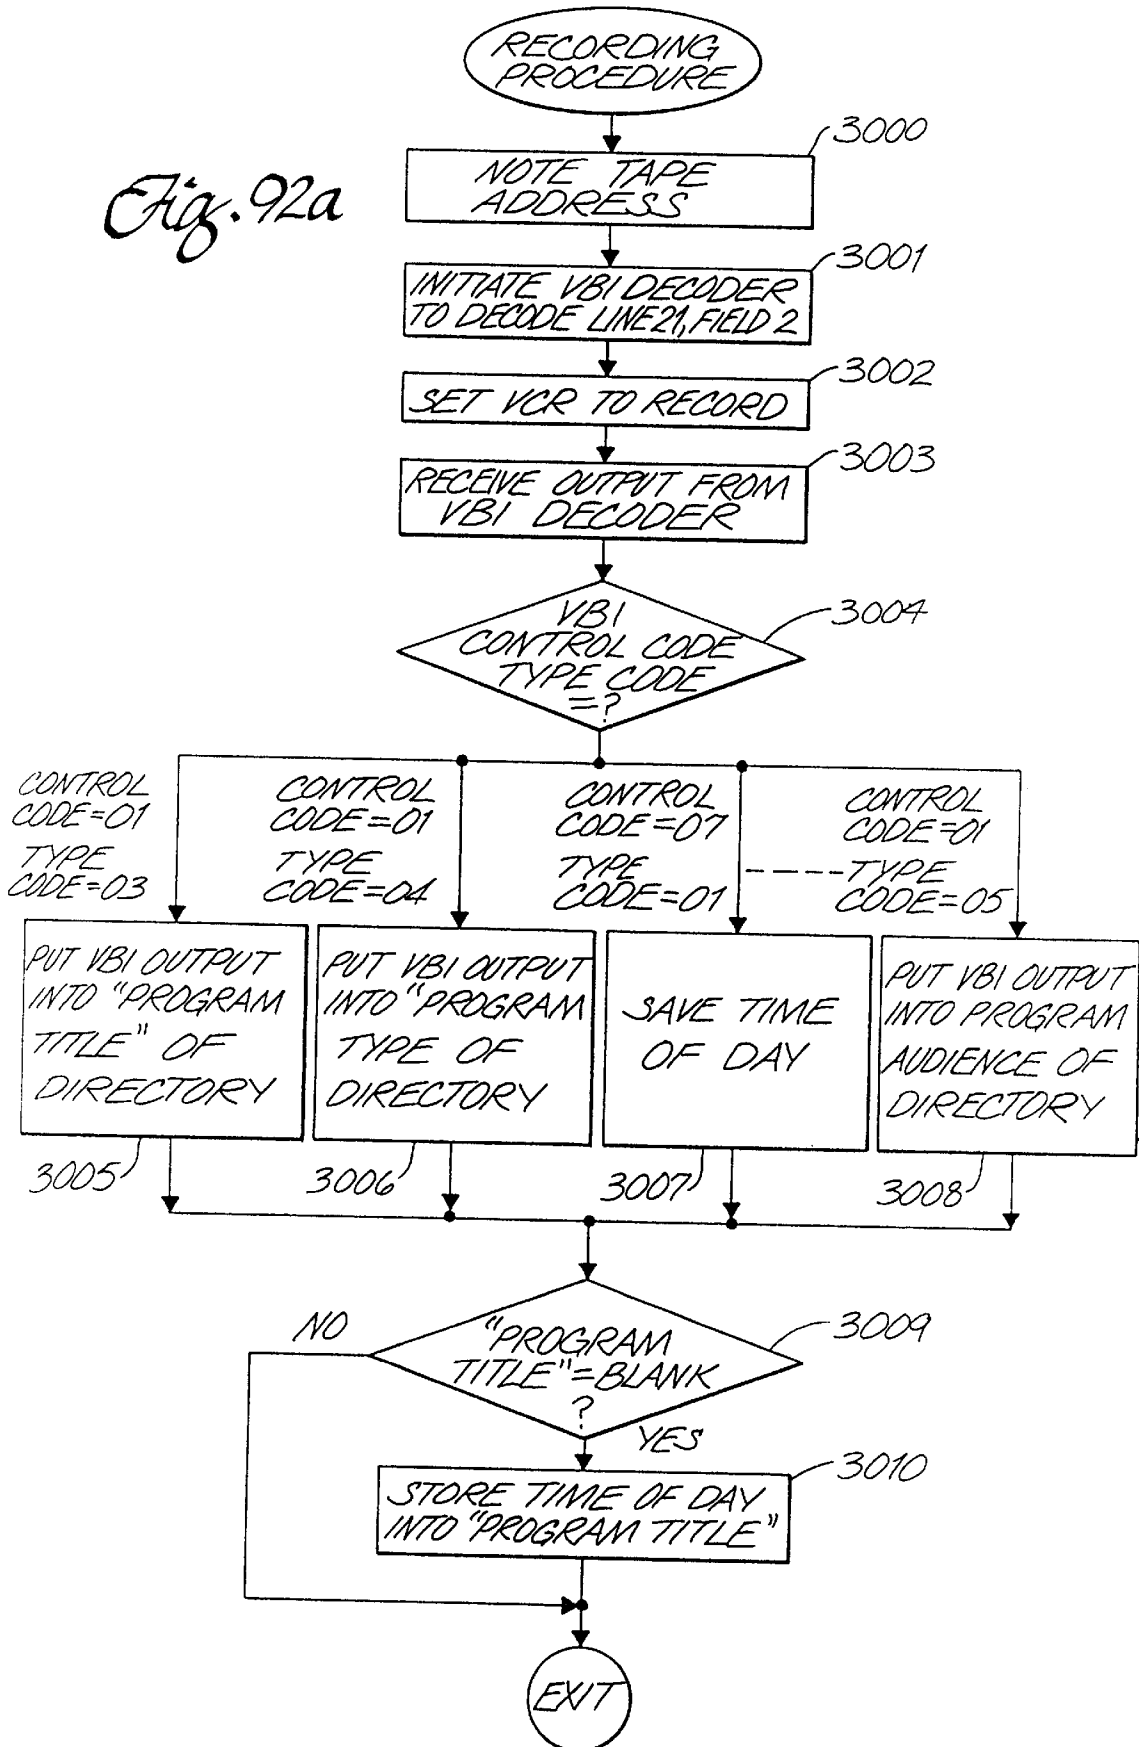 RECORDING
PROCEDURE
3000
NOTE TAPE
ADDRESS
Fig. 92a
3001
INITIATE VBI DECODER
TO DECODE LINE 21, FIELD 2
3002
SET VCR TO RECORD
3003
RECEIVE OUTPUT FROM
VBI DECODER
3004
VBI
CONTROL CODE
TYPE CODE
=?
CONTROL
CODE=01
TYPE
CODE=03
CONTROL
CODE=01
TYPE
CODE=04
CONTROL
CODE=07
TYPE
CODE=01
CONTROL
CODE=01
TYPE
CODE=05
PUT VBI OUTPUT
INTO "PROGRAM
TITLE" OF
DIRECTORY
3005
PUT VBI OUTPUT
INTO "PROGRAM
TYPE OF
DIRECTORY
3006
SAVE TIME
OF DAY
3007
PUT VBI OUTPUT
INTO PROGRAM
AUDIENCE OF
DIRECTORY
3008
3009
"PROGRAM
TITLE"=BLANK
?
NO
YES
3010
STORE TIME OF DAY
INTO "PROGRAM TITLE"
EXIT